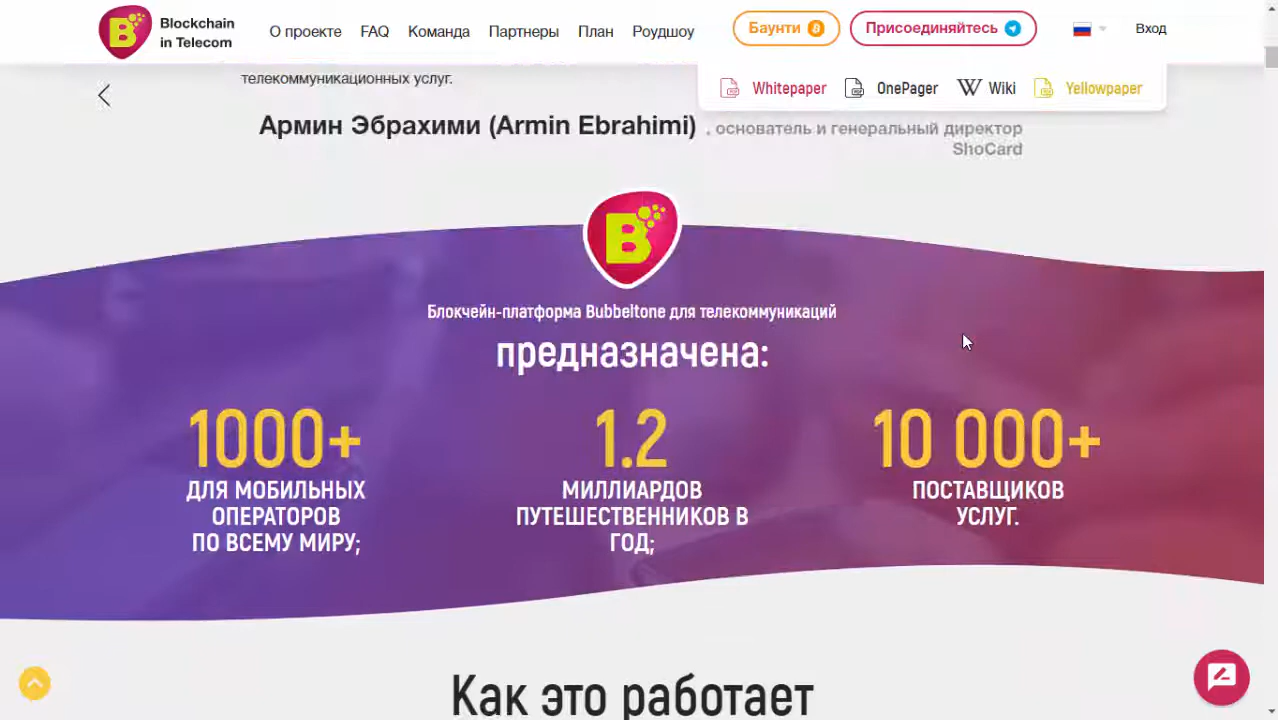 Blockchain
in Telecom
О проекте FAQ Команда Партнеры План Роудшоу Баунти Присоединяйтесь Вход
Whitepaper OnePager Wiki Yellowpaper
телекоммуникационных услуг.
Армин Эбрахими (Armin Ebrahimi) , основатель и генеральный директор
ShoCard
B
Блокчейн-платформа Bubbeltone для телекоммуникаций
предназначена:
1000+
ДЛЯ МОБИЛЬНЫХ
ОПЕРАТОРОВ
ПО ВСЕМУ МИРУ;
1.2
МИЛЛИАРДОВ
ПУТЕШЕСТВЕННИКОВ В
ГОД;
10 000+
ПОСТАВЩИКОВ
УСЛУГ.
Как это работает